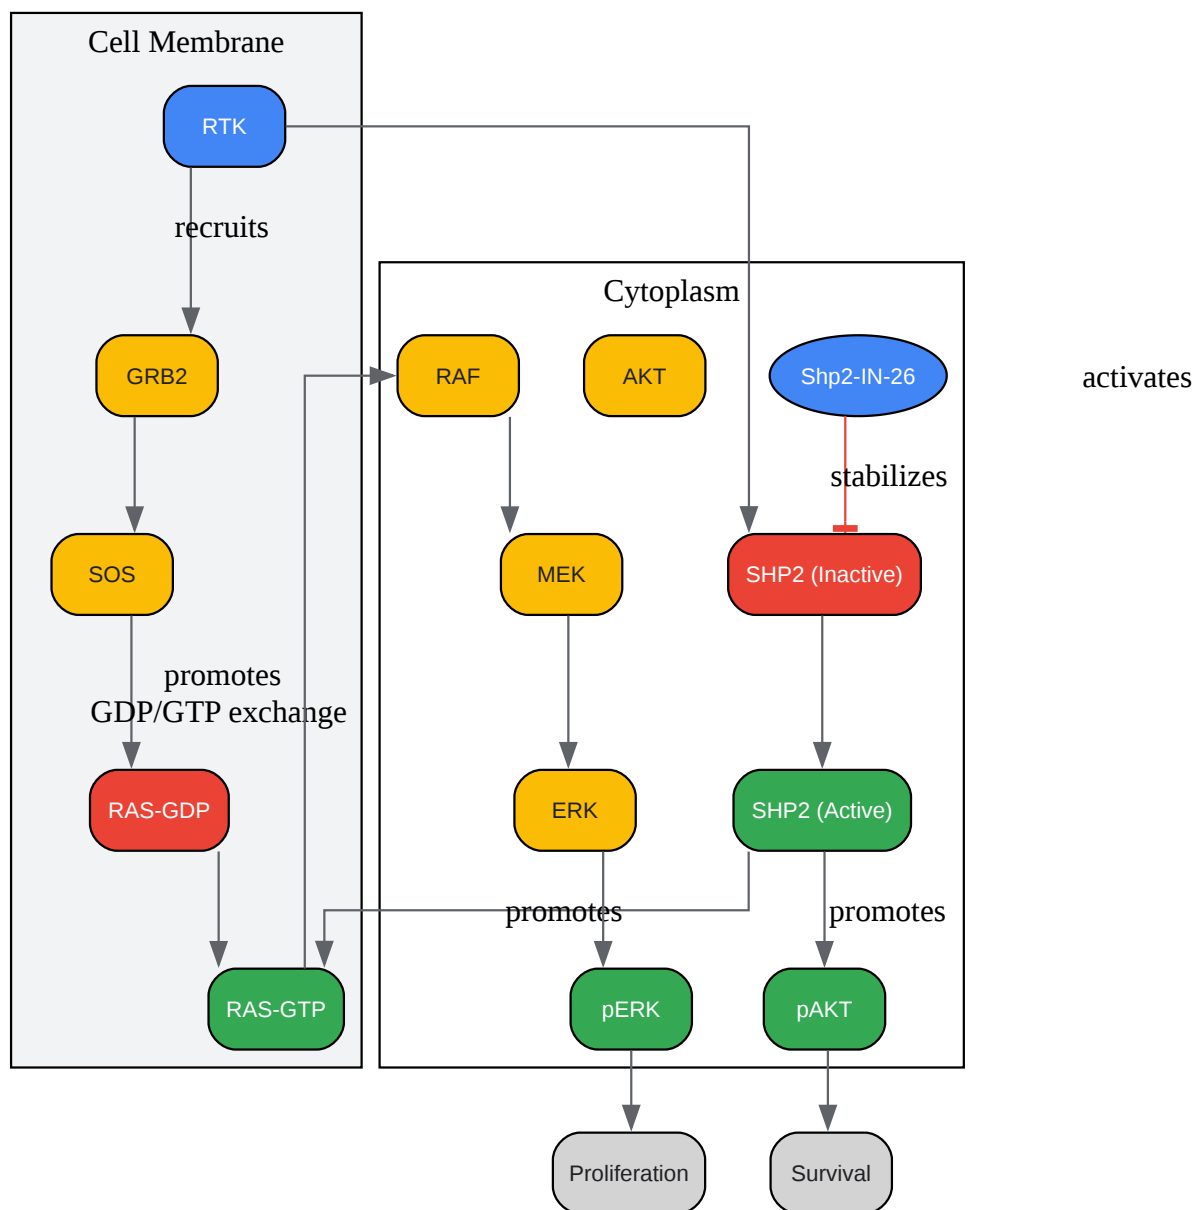 Cell Membrane
RTK
recruits
Cytoplasm
GRB2
RAF
AKT
Shp2-IN-26
activates
stabilizes
SOS
MEK
SHP2 (Inactive)
promotes
GDP/GTP exchange
RAS-GDP
ERK
SHP2 (Active)
promotes
promotes
RAS-GTP
pERK
pAKT
Proliferation
Survival